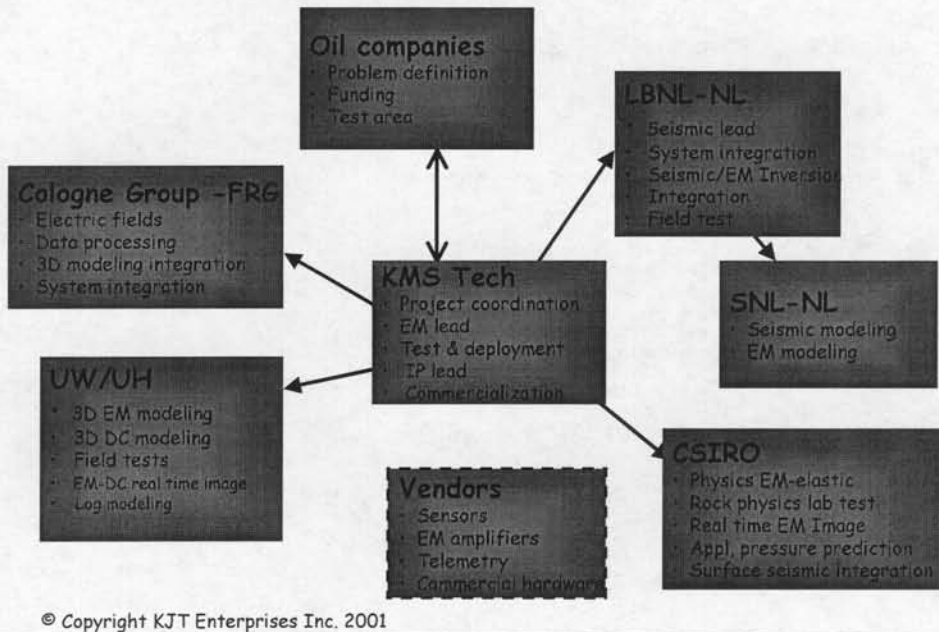 Oil companies
• Problem definition
• Funding
• Test area
LBNL-NL
• Seismic lead
• System integration
• Seismic/EM Inversion
• Integration
• Field test
Cologne Group -FRG
• Electric fields
• Data processing
• 3D modeling integration
• System integration
KMS Tech
• Project coordination
• EM lead
• Test & deployment
• IP lead
• Commercialization
SNL-NL
• Seismic modeling
• EM modeling
UW/UH
• 3D EM modeling
• 3D DC modeling
• Field tests
• EM-DC real time image
• Log modeling
Vendors
• Sensors
• EM amplifiers
• Telemetry
• Commercial hardware
CSIRO
• Physics EM-elastic
• Rock physics lab test
• Real time EM Image
• Appl, pressure prediction
• Surface seismic integration
© Copyright KJT Enterprises Inc. 2001